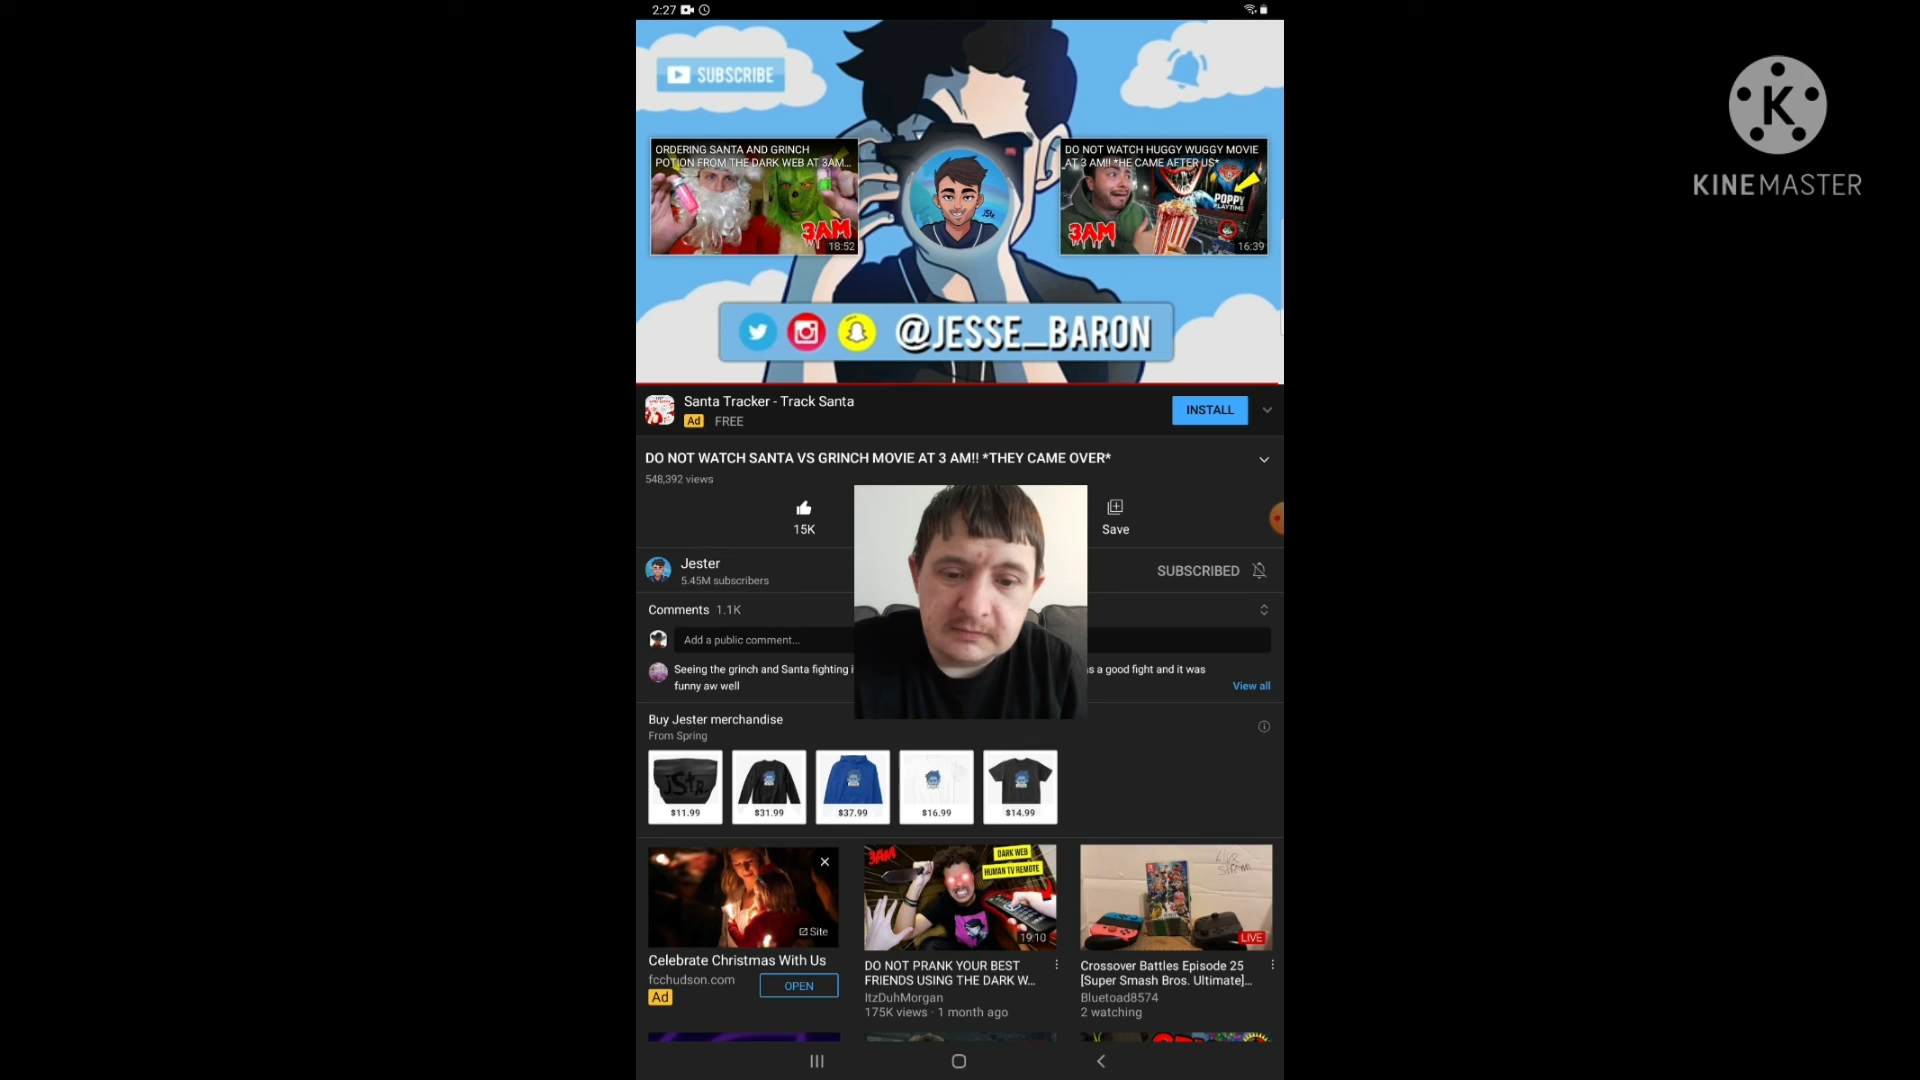 2:27
KINEMASTER
SUBSCRIBE
ORDERING SANTA AND GRINCH
POTION FROM THE DARK WEB AT 3AM...
3AM
18:52
jStr
DO NOT WATCH HUGGY WUGGY MOVIE
AT 3 AM!! *HE CAME AFTER US*
POPPY
PLAYTIME
3AM
16:39
@JESSE_BARON
Santa Tracker - Track Santa
Ad FREE
INSTALL
DO NOT WATCH SANTA VS GRINCH MOVIE AT 3 AM!! *THEY CAME OVER*
548,392 views
15K
Save
Jester
5.45M subscribers
SUBSCRIBED
Comments 1.1K
Add a public comment...
Seeing the grinch and Santa fighting a good fight and it was
funny aw well
View all
Buy Jester merchandise
From Spring
jStr.
$11.99
$31.99
$37.99
$16.99
$14.99
Site
Celebrate Christmas With Us
fcchudson.com
Ad
OPEN
3AM
DARK WEB
HUMAN TV REMOTE
19:10
DO NOT PRANK YOUR BEST
FRIENDS USING THE DARK W...
ItzDuhMorgan
175K views · 1 month ago
LIVE
Crossover Battles Episode 25
[Super Smash Bros. Ultimate]...
Bluetoad8574
2 watching